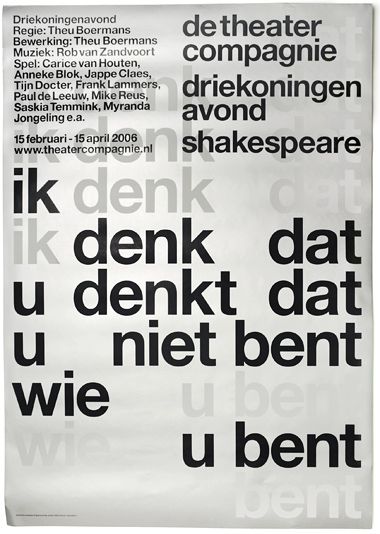 Driekoningenavond
Regie: Theu Boermans
Bewerking: Theu Boermans
Muziek: Rob van Zandvoort
Spel: Carice van Houten,
Anneke Blok, Jappe Claes,
Tijn Docter, Frank Lammers,
Paul de Leeuw, Mike Reus,
Saskia Temmink, Myranda
Jongeling e.a.
15 februari - 15 april 2006
www.theatercompagnie.nl
de theater
compagnie
driekoningen
avond
shakespeare
ik denk dat
ik denk dat
u denkt dat
u niet bent
wie u bent
wie u bent
bent